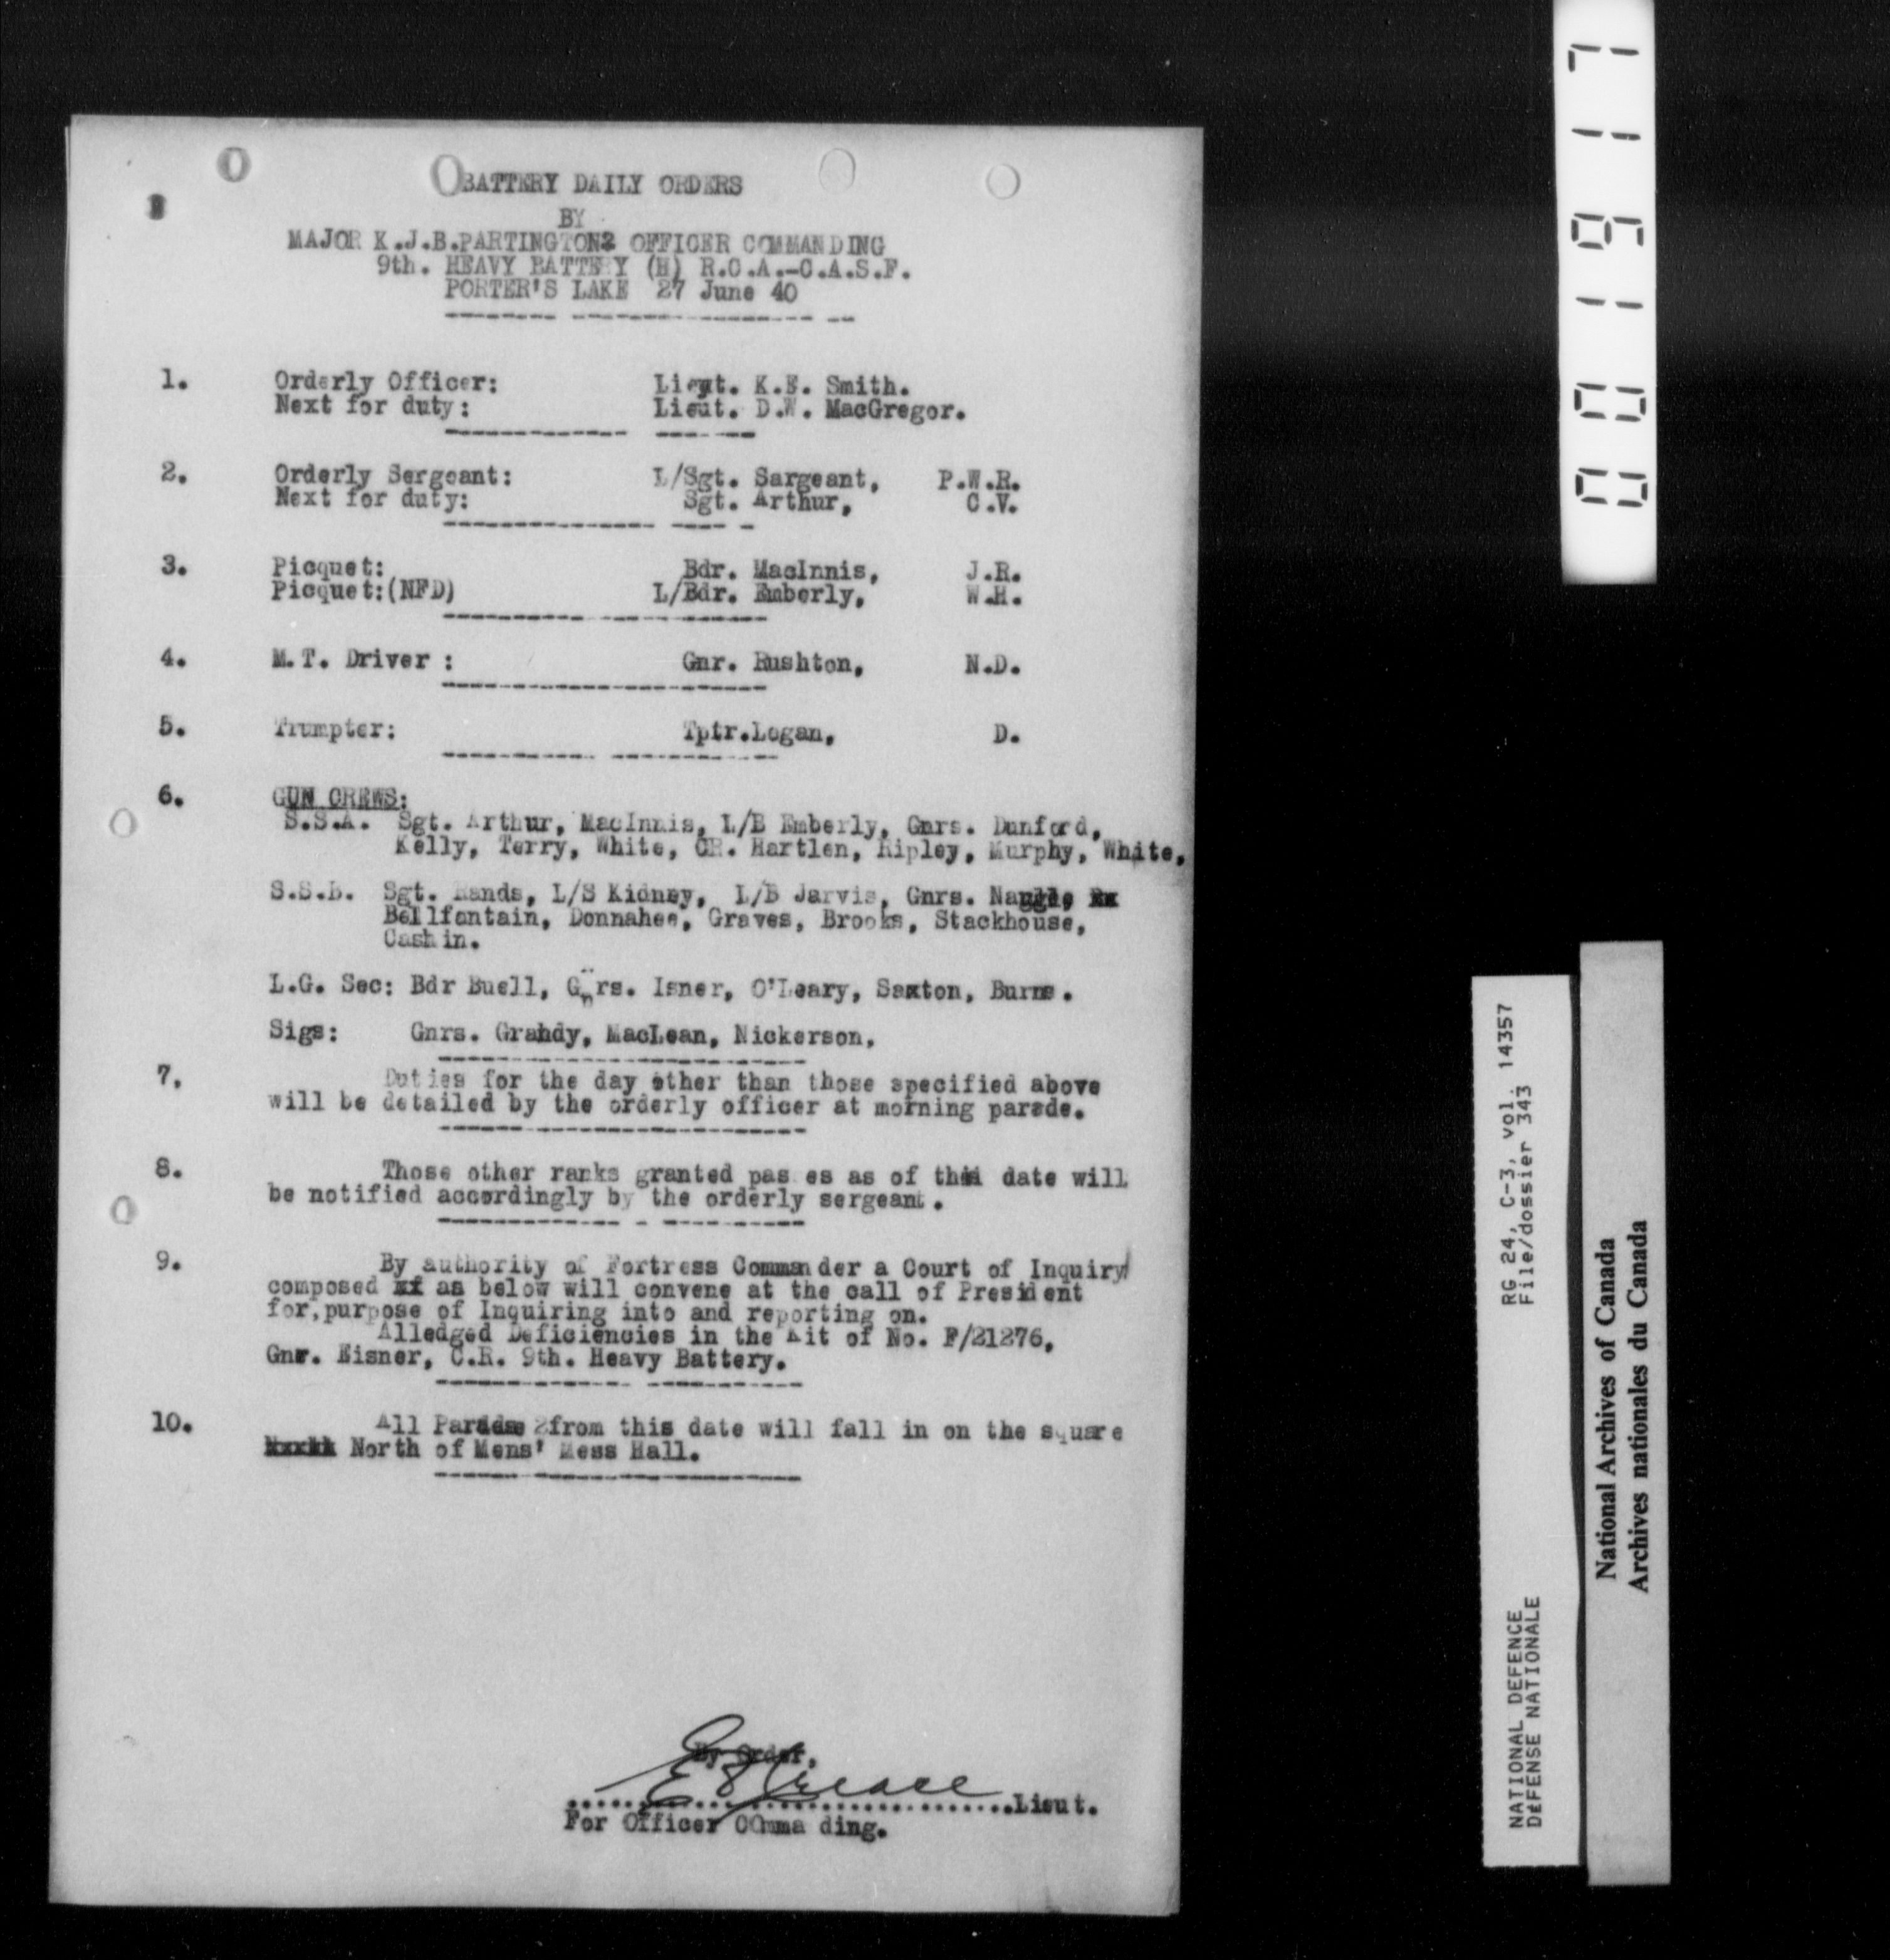 BATTERY DAILY ORDERS
BY
MAJOR K.J.B.PARTINGTON2 OFFICER COMMANDING
9th. HEAVY BATTE Y (H) R.C.A.-C.A.S.F.
PORTER'S LAKE 27 June 40
1. Orderly Officer: Lieut. K.E. Smith.
Next for duty: Lieut. D.W. MacGregor.
2. Orderly Sergeant: L/Sgt. Sargeant, P.W.R.
Next for duty: Sgt. Arthur, C.V.
3. Picquet: Bdr. MacInnis, J.R.
Picquet:(NFD) L/Bdr. Emberly, W.H.
4. M.T. Driver : Gnr. Rushton, N.D.
5. Trumpter: Tptr.Logan, D.
6. GUN CREWS:
S.S.A. Sgt. Arthur, MacInnis, L/B Emberly, Gnrs. Dunford,
Kelly, Terry, White, CR. Hartlen, Ripley, Murphy, White,
S.S.B. Sgt. Rands, L/S Kidney, L/B Jarvis, Gnrs. Naugle,
Bellfontain, Donnahee, Graves, Brooks, Stackhouse,
Cashin.
L.G. Sec: Bdr Buell, Gnrs. Isner, O'Leary, Saxton, Burns.
Sigs: Gnrs. Grandy, MacLean, Nickerson,
7. Duties for the day other than those specified above
will be detailed by the orderly officer at morning parade.
8. Those other ranks granted pas es as of this date will
be notified accordingly by the orderly sergeant.
9. By authority of Fortress Commander a Court of Inquiry
composed as below will convene at the call of President
for,purpose of Inquiring into and reporting on.
Alledged Deficiencies in the Kit of No. F/21276,
Gnr. Eisner, C.R. 9th. Heavy Battery.
10. All Parades from this date will fall in on the square
North of Mens' Mess Hall.
By Order,
....................Lieut.
For Officer COmma ding.
001917
RG 24, C-3, vol. 14357
File/dossier 343
NATIONAL DEFENCE
DÉFENSE NATIONALE
National Archives of Canada
Archives nationales du Canada